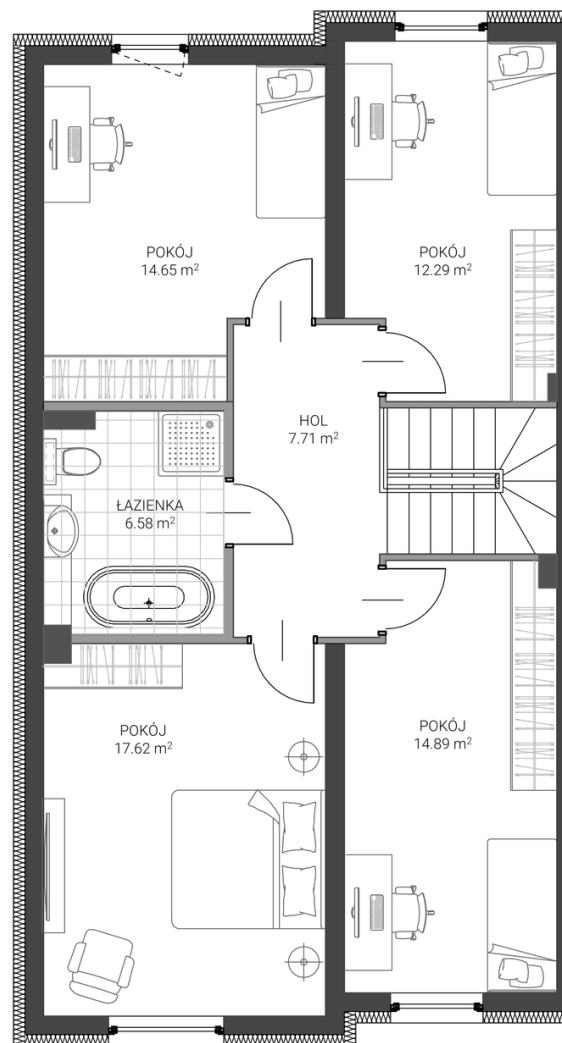 POKÓJ
14.65 m²
POKÓJ
12.29 m²
HOL
7.71 m²
ŁAZIENKA
6.58 m²
POKÓJ
17.62 m²
POKÓJ
14.89 m²